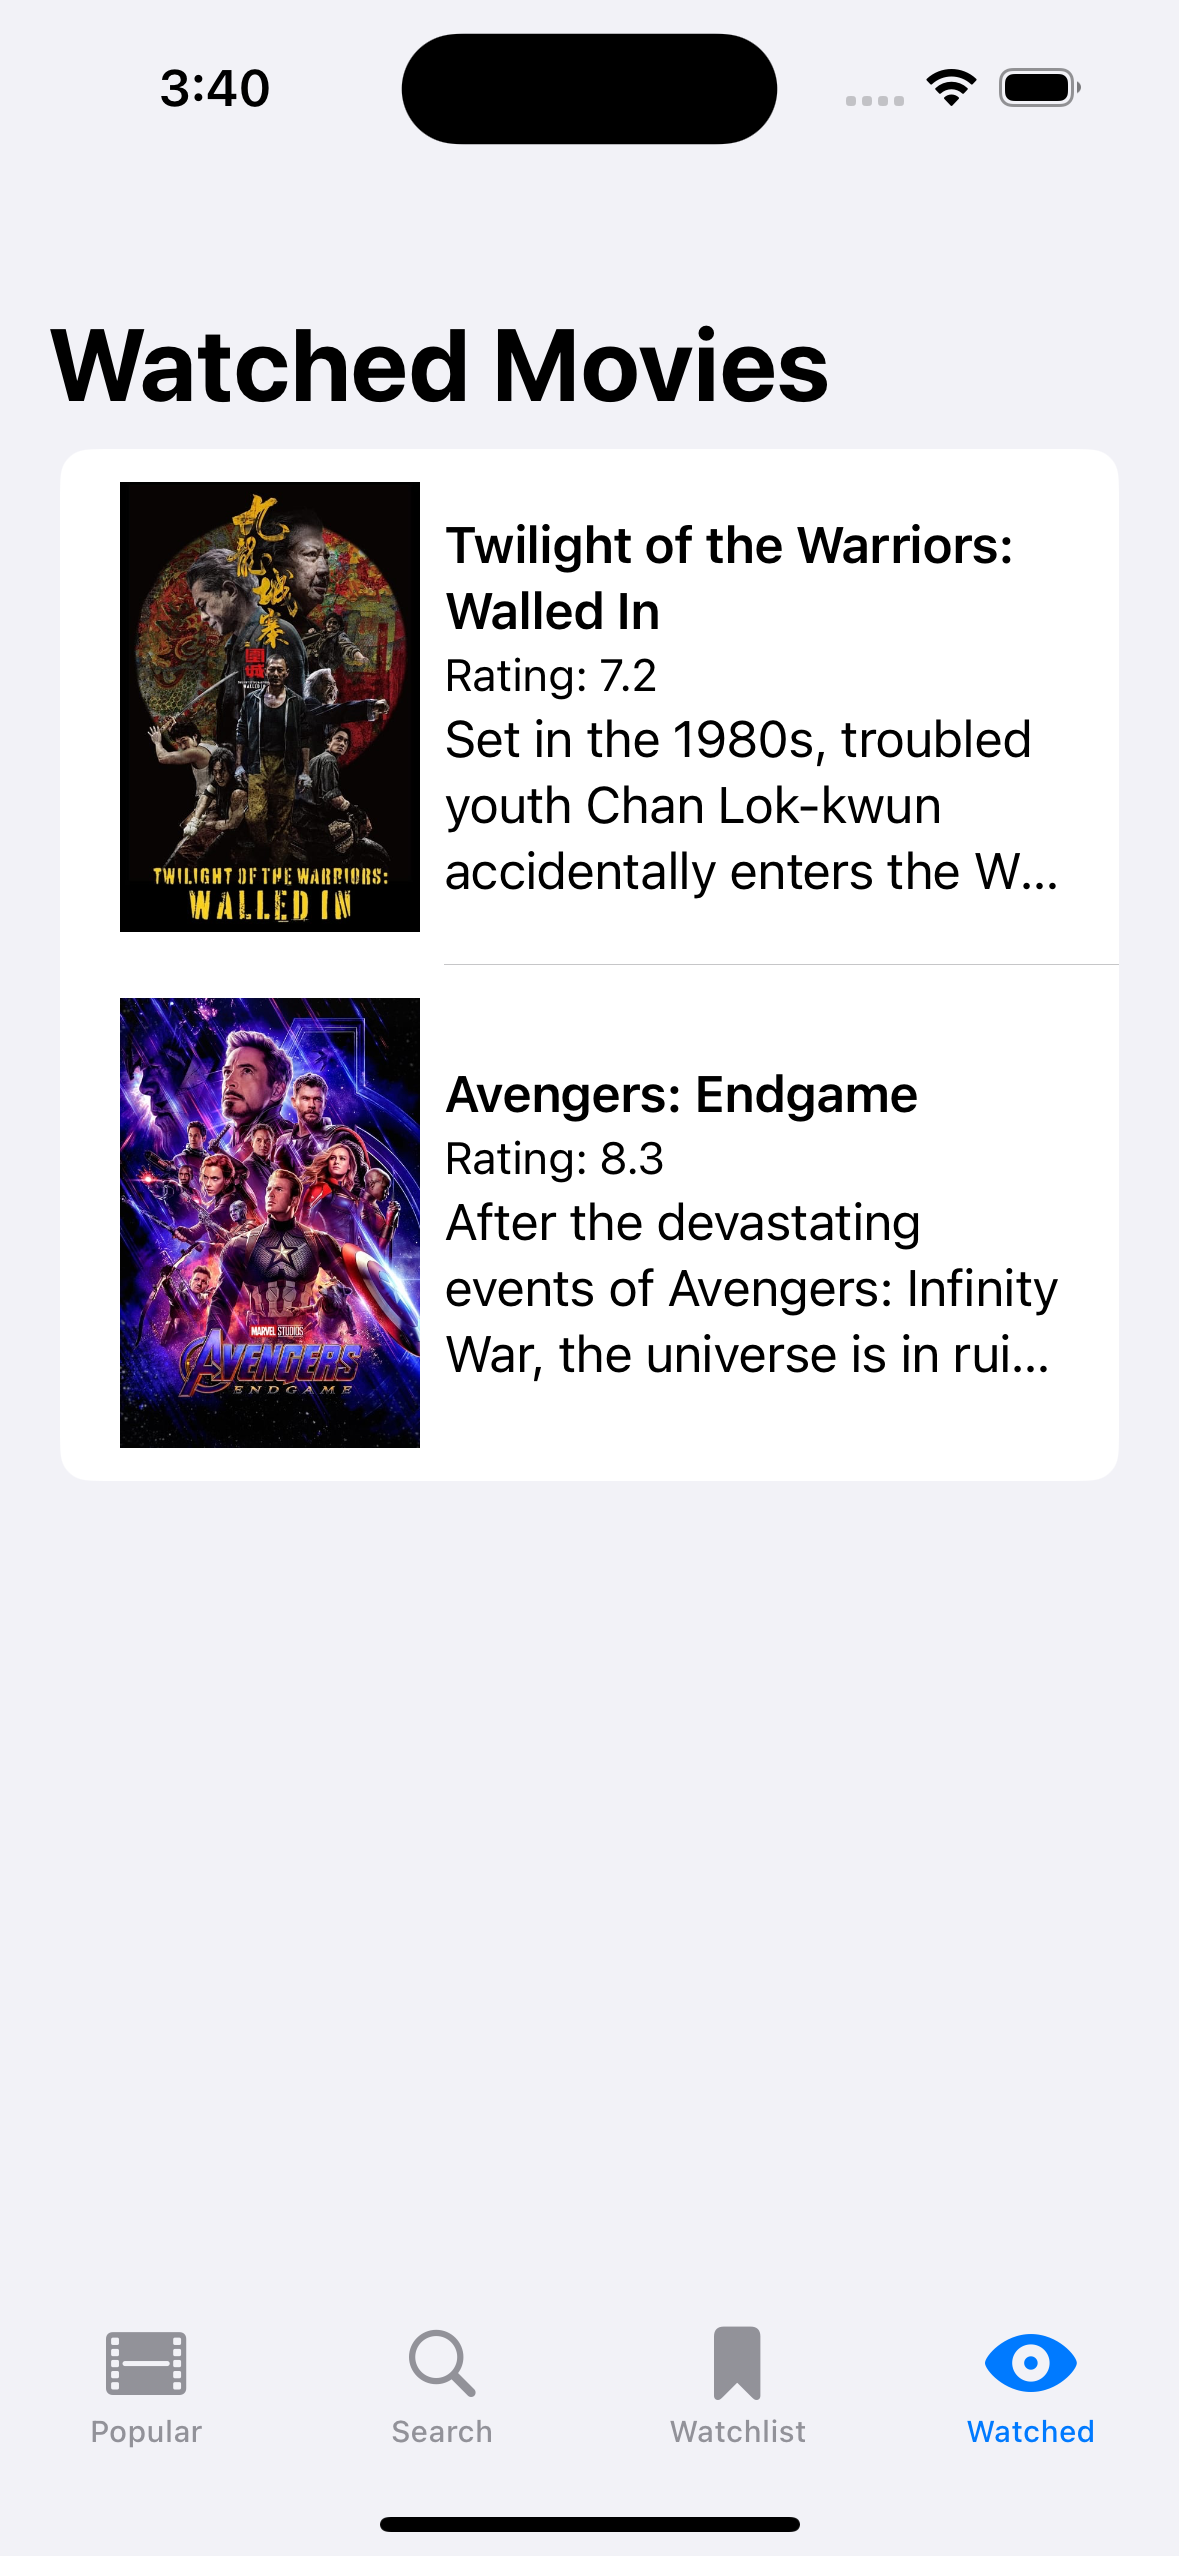 3:40
Watched Movies
九龍城寨
圍城
TWILIGHT OF THE WARRIORS:
WALLED IN
Twilight of the Warriors:
Walled In
Rating: 7.2
Set in the 1980s, troubled
youth Chan Lok-kwun
accidentally enters the W...
MARVEL STUDIOS
AVENGERS
ENDGAME
Avengers: Endgame
Rating: 8.3
After the devastating
events of Avengers: Infinity
War, the universe is in rui...
Popular
Search
Watchlist
Watched